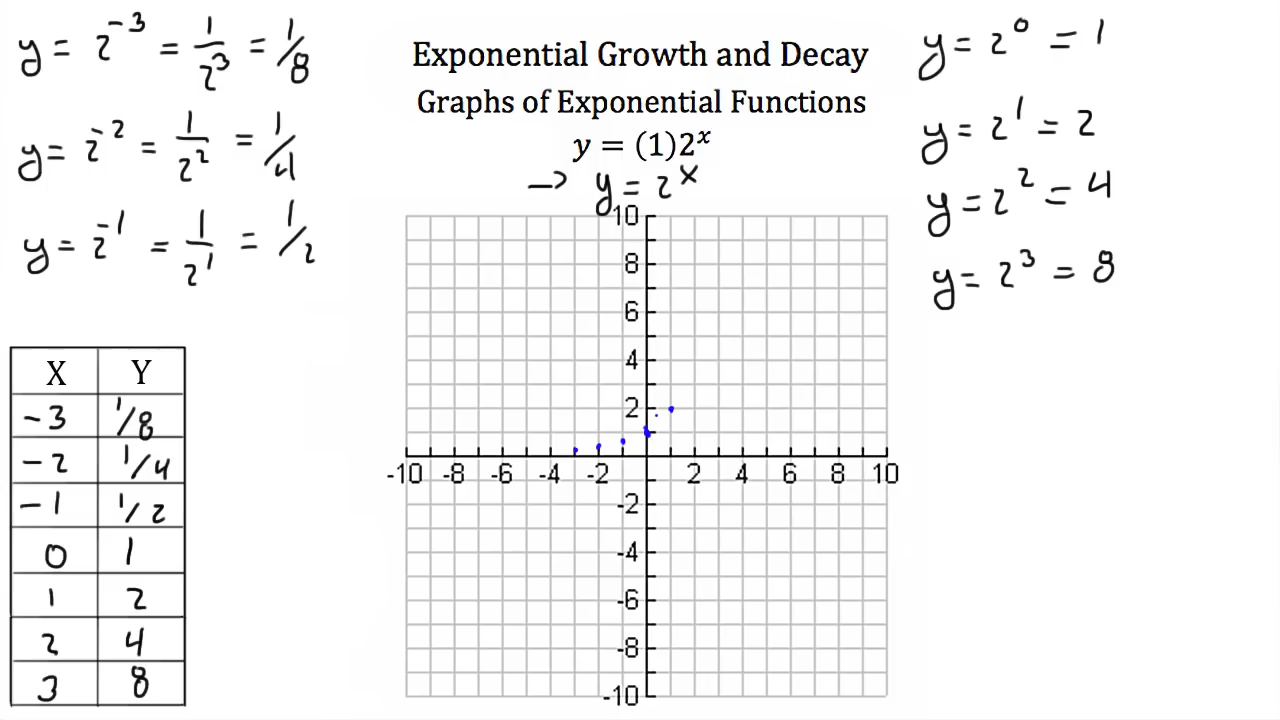 y = 2^-3 = 1/2^3 = 1/8
y = 2^-2 = 1/2^2 = 1/4
y = 2^-1 = 1/2^1 = 1/2
Exponential Growth and Decay
Graphs of Exponential Functions
y = (1)2^x
→ y = 2^x
y = 2^0 = 1
y = 2^1 = 2
y = 2^2 = 4
y = 2^3 = 8
X Y
-3 1/8
-2 1/4
-1 1/2
0 1
1 2
2 4
3 8
10
8
6
4
2
-10 -8 -6 -4 -2 2 4 6 8 10
-2
-4
-6
-8
-10